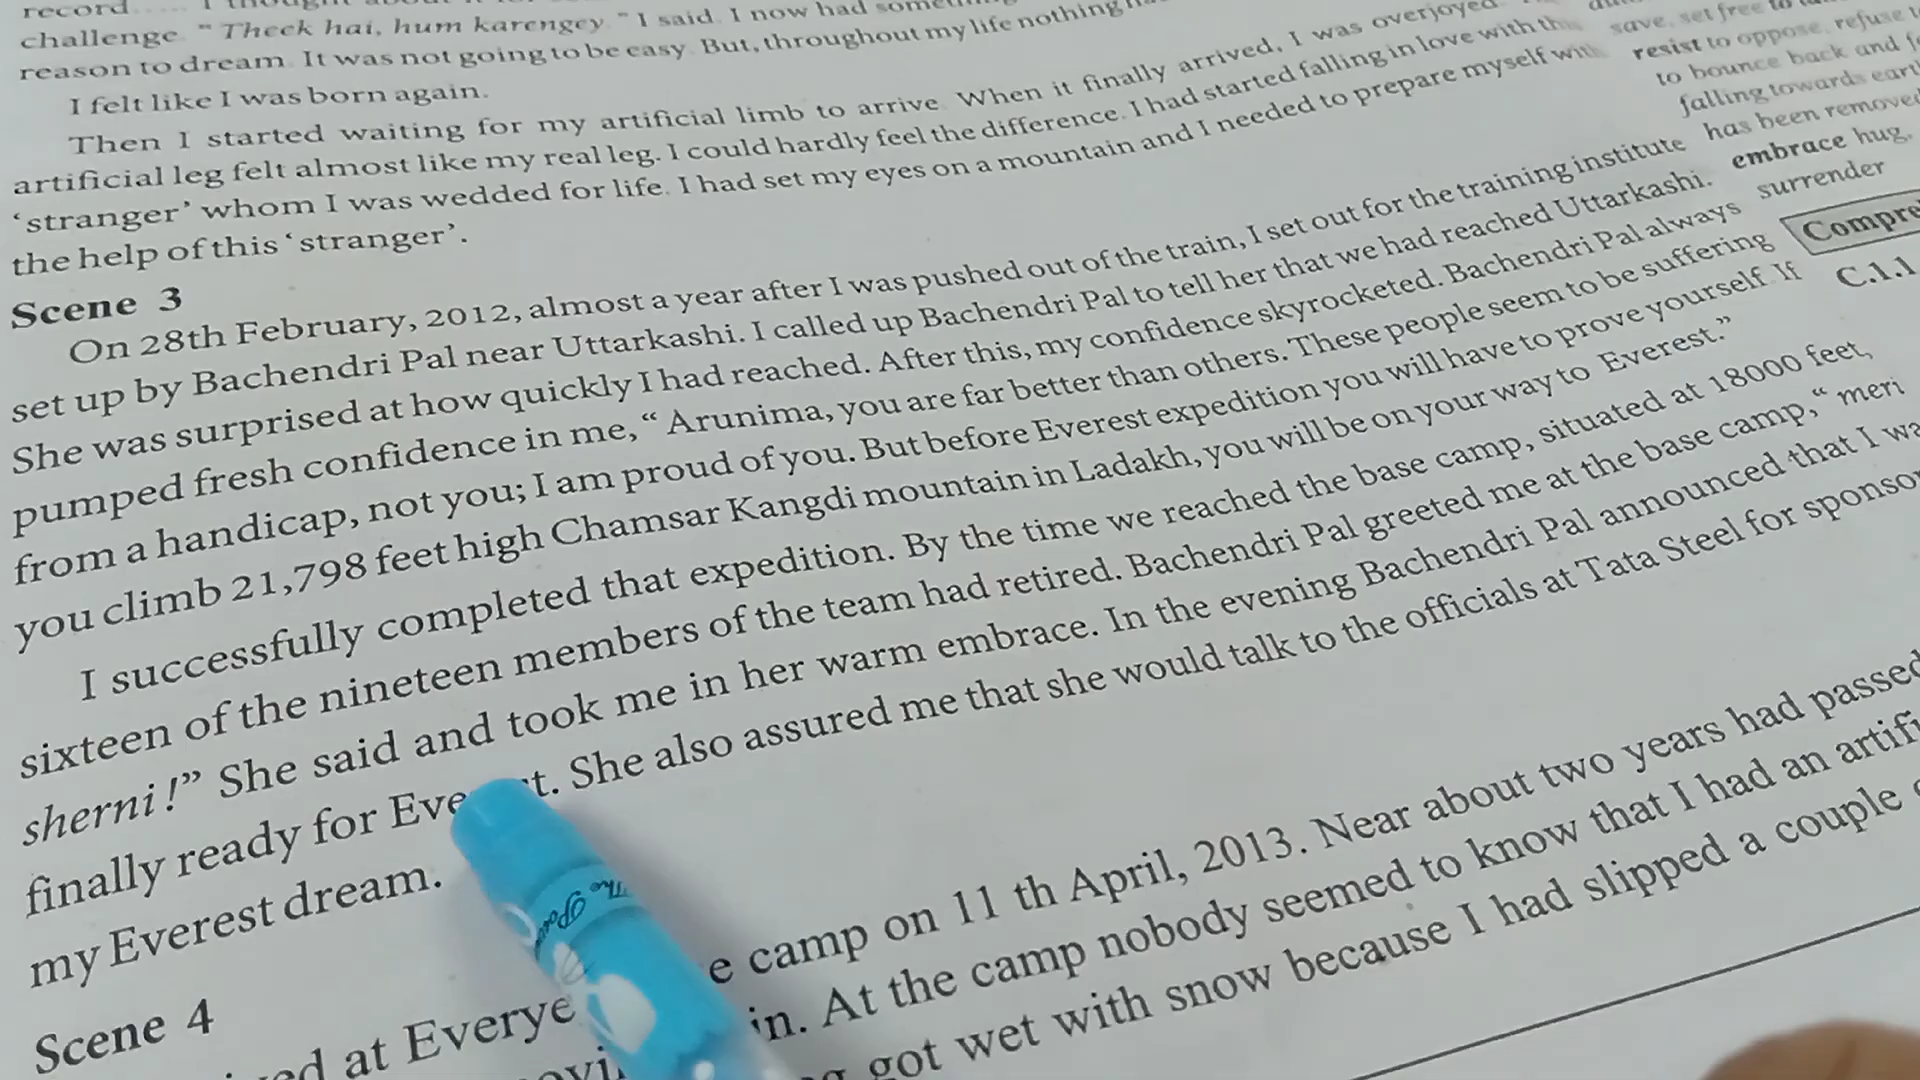 record..... I thought about it
challenge. "Theek hai, hum karengey." I said. I now had
reason to dream. It was not going to be easy. But, throughout my life nothing
I felt like I was born again.
Then I started waiting for my artificial limb to arrive. When it finally arrived, I was overjoyed.
artificial leg felt almost like my real leg. I could hardly feel the difference. I had started falling in love with
'stranger' whom I was wedded for life. I had set my eyes on a mountain and I needed to prepare myself with
the help of this 'stranger'.
Scene 3
On 28th February, 2012, almost a year after I was pushed out of the train, I set out for the training institute
set up by Bachendri Pal near Uttarkashi. I called up Bachendri Pal to tell her that we had reached Uttarkashi.
She was surprised at how quickly I had reached. After this, my confidence skyrocketed. Bachendri Pal always
pumped fresh confidence in me, “ Arunima, you are far better than others. These people seem to be suffering
from a handicap, not you; I am proud of you. But before Everest expedition you will have to prove yourself. If
you climb 21,798 feet high Chamsar Kangdi mountain in Ladakh, you will be on your way to Everest.”
I successfully completed that expedition. By the time we reached the base camp, situated at 18000 feet,
sixteen of the nineteen members of the team had retired. Bachendri Pal greeted me at the base camp,“ meri
sherni !” She said and took me in her warm embrace. In the evening Bachendri Pal announced that I
finally ready for She also assured me that she would talk to the officials at Tata Steel for
my Everest dream.
Scene 4
at camp on 11 th April, 2013. Near about two years had passed
in. At the camp nobody seemed to know that I had an
got wet with snow because I had slipped a couple
save, set free
resist to oppose, refuse
to bounce back and
falling towards
has been removed
embrace hug,
surrender
C.1.1
The